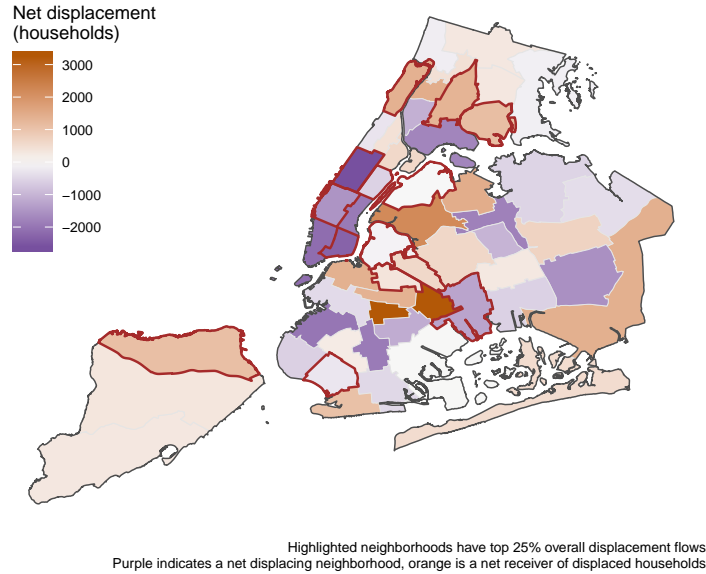 Net displacement
(households)
3000
2000
1000
0
−1000
−2000
Highlighted neighborhoods have top 25% overall displacement flows
Purple indicates a net displacing neighborhood, orange is a net receiver of displaced households